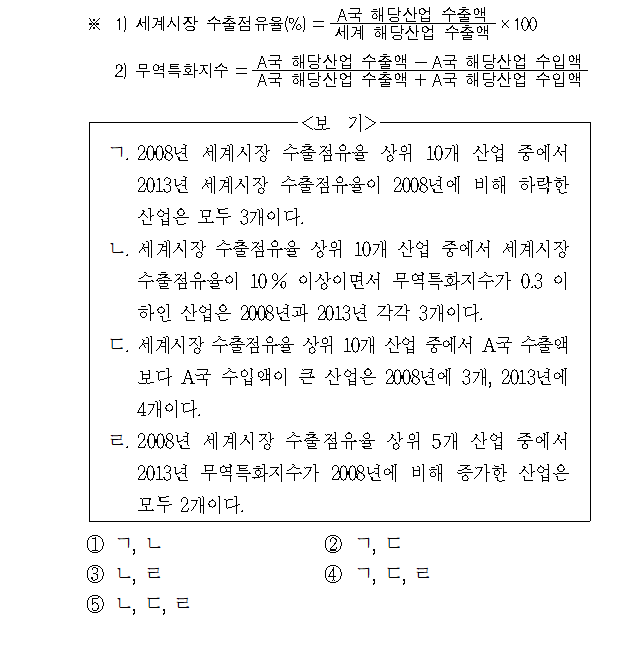 ※ 1) 세계시장 수출점유율(%) = A국 해당산업 수출액 / 세계 해당산업 수출액 × 100
2) 무역특화지수 = A국 해당산업 수출액 - A국 해당산업 수입액 / A국 해당산업 수출액 + A국 해당산업 수입액
<보 기>
ㄱ. 2008년 세계시장 수출점유율 상위 10개 산업 중에서
2013년 세계시장 수출점유율이 2008년에 비해 하락한
산업은 모두 3개이다.
ㄴ. 세계시장 수출점유율 상위 10개 산업 중에서 세계시장
수출점유율이 10% 이상이면서 무역특화지수가 0.3 이
하인 산업은 2008년과 2013년 각각 3개이다.
ㄷ. 세계시장 수출점유율 상위 10개 산업 중에서 A국 수출액
보다 A국 수입액이 큰 산업은 2008년에 3개, 2013년에
4개이다.
ㄹ. 2008년 세계시장 수출점유율 상위 5개 산업 중에서
2013년 무역특화지수가 2008년에 비해 증가한 산업은
모두 2개이다.
① ㄱ, ㄴ ② ㄱ, ㄷ
③ ㄴ, ㄹ ④ ㄱ, ㄷ, ㄹ
⑤ ㄴ, ㄷ, ㄹ